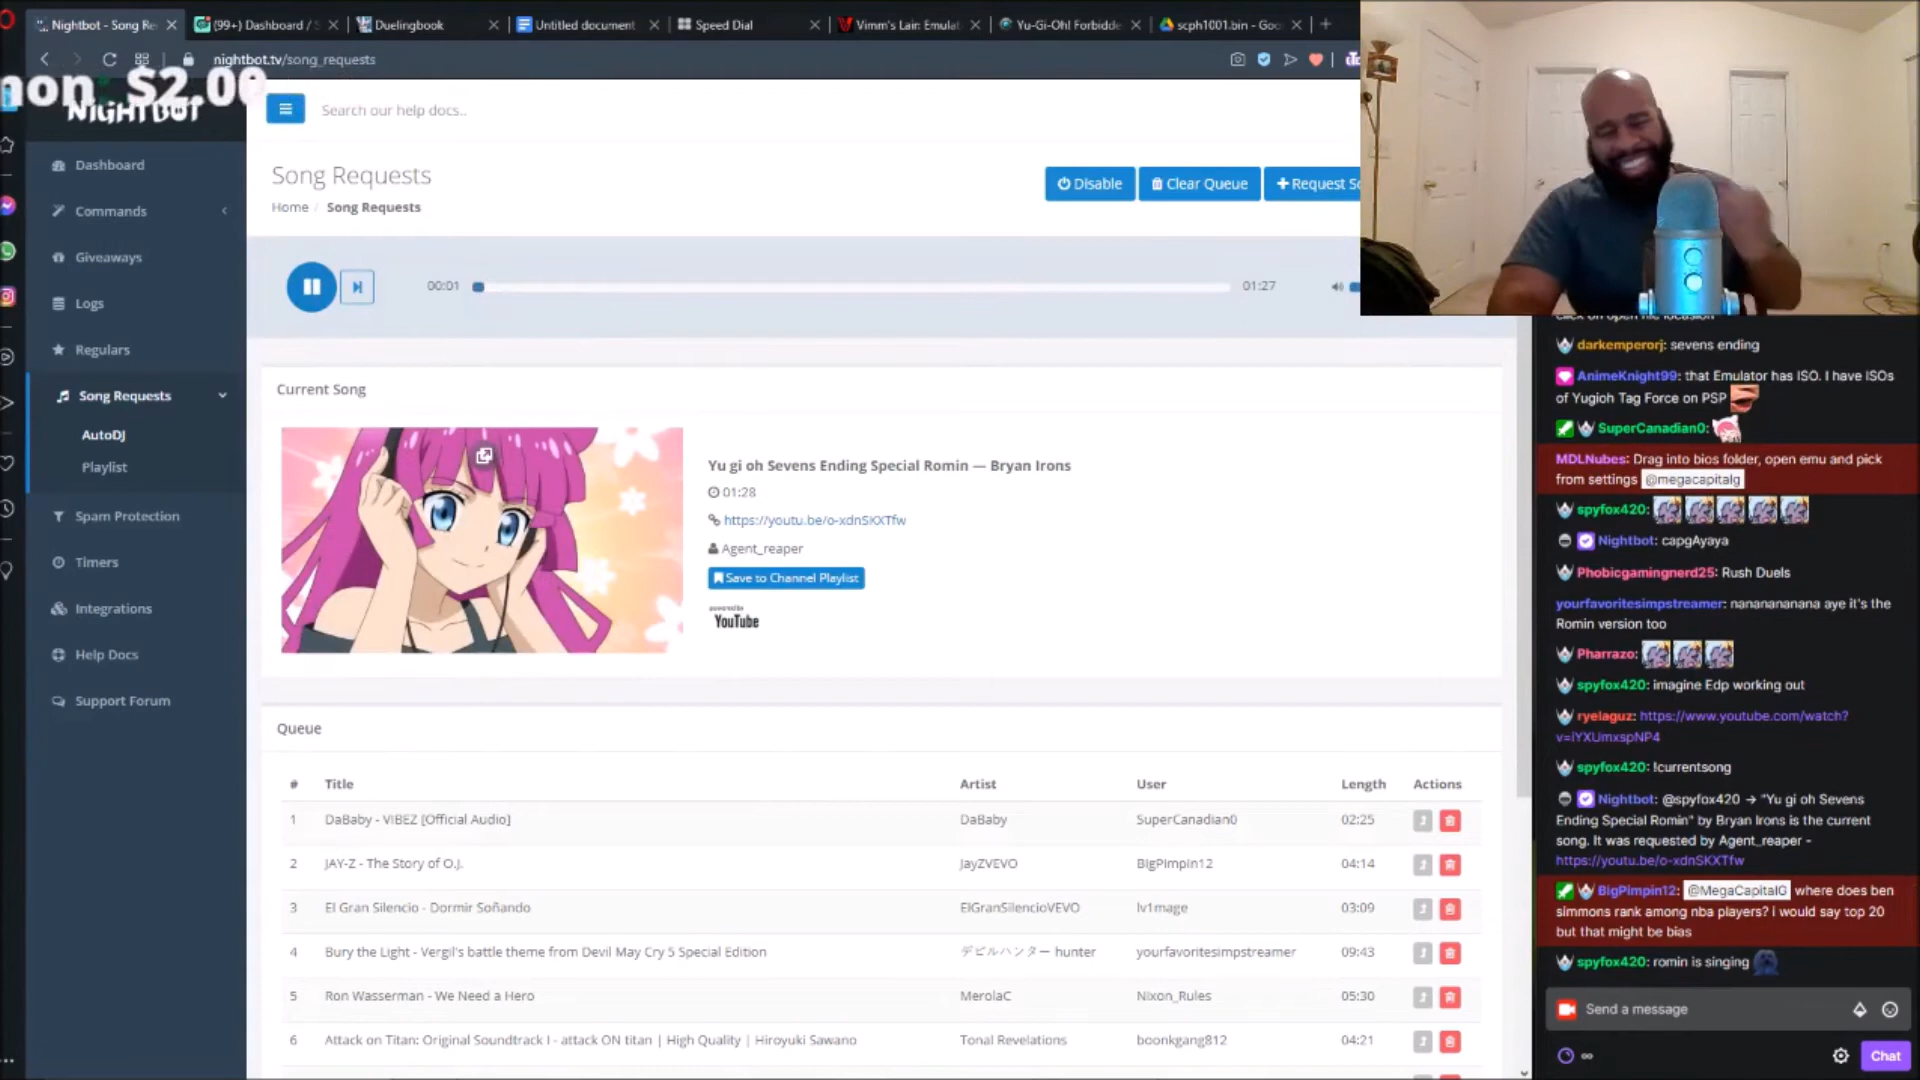 Nightbot - Song Re
(99+) Dashboard / S
Duelingbook
Untitled document
Speed Dial
Vimm's Lair: Emulat
Yu-Gi-Oh! Forbidde
scph1001.bin - Goo
nightbot.tv/song_requests
non $2.00
NIGHTBOT
Search our help docs..
Dashboard
Commands
Giveaways
Logs
Regulars
Song Requests
AutoDJ
Playlist
Spam Protection
Timers
Integrations
Help Docs
Support Forum
Song Requests
Home / Song Requests
Disable
Clear Queue
Request So
00:01
01:27
Current Song
Yu gi oh Sevens Ending Special Romin — Bryan Irons
01:28
https://youtu.be/o-xdnSKXTfw
Agent_reaper
Save to Channel Playlist
powered by
YouTube
Queue
# Title Artist User Length Actions
1 DaBaby - VIBEZ [Official Audio] DaBaby SuperCanadian0 02:25
2 JAY-Z - The Story of O.J. JayZVEVO BigPimpin12 04:14
3 El Gran Silencio - Dormir Soñando ElGranSilencioVEVO lv1mage 03:09
4 Bury the Light - Vergil's battle theme from Devil May Cry 5 Special Edition デビルハンター hunter yourfavoritesimpstreamer 09:43
5 Ron Wasserman - We Need a Hero MerolaC Nixon_Rules 05:30
6 Attack on Titan: Original Soundtrack I - attack ON titan | High Quality | Hiroyuki Sawano Tonal Revelations boonkgang812 04:21
darkemperorj: sevens ending
AnimeKnight99: that Emulator has ISO. I have ISOs
of Yugioh Tag Force on PSP
SuperCanadian0:
MDLNubes: Drag into bios folder, open emu and pick
from settings @megacapitalg
spyfox420:
Nightbot: capgAyaya
Phobicgamingnerd25: Rush Duels
yourfavoritesimpstreamer: nanananana aye it's the
Romin version too
Pharrazo:
spyfox420: imagine Edp working out
ryelaguz: https://www.youtube.com/watch?
v=lYXUmxspNP4
spyfox420: !currentsong
Nightbot: @spyfox420 → "Yu gi oh Sevens
Ending Special Romin" by Bryan Irons is the current
song. It was requested by Agent_reaper -
https://youtu.be/o-xdnSKXTfw
BigPimpin12: @MegaCapitalG where does ben
simmons rank among nba players? I would say top 20
but that might be bias
spyfox420: romin is singing
Send a message
Chat